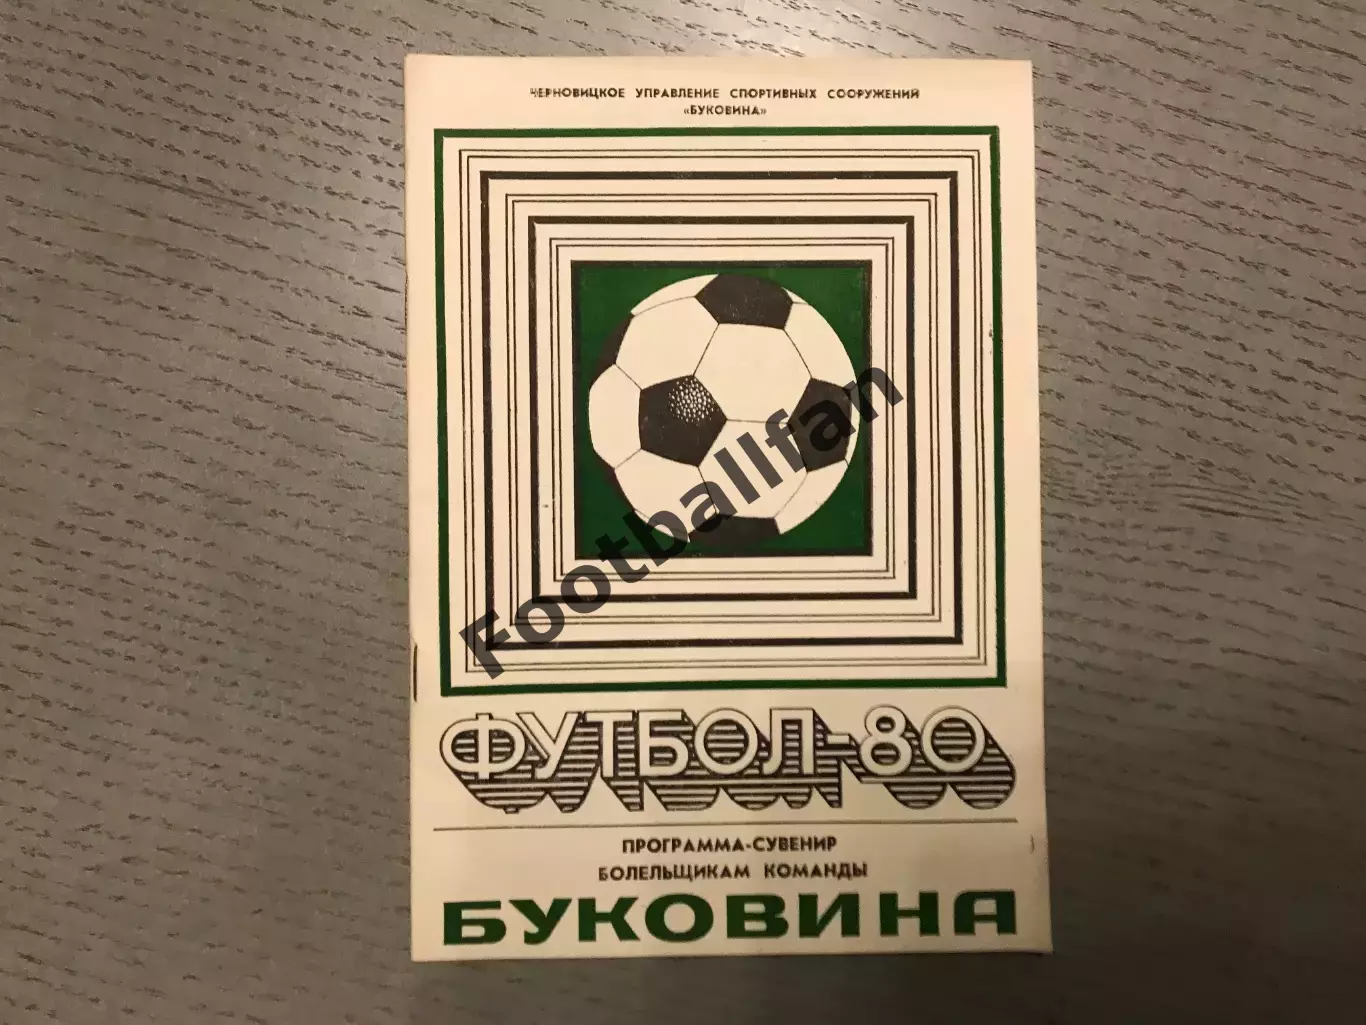 ЧЕРНОВИЦКОЕ УПРАВЛЕНИЕ СПОРТИВНЫХ СООРУЖЕНИЙ
«БУКОВИНА»
Footballfan
ФУТБОЛ-80
ПРОГРАММА-СУВЕНИР
БОЛЕЛЬЩИКАМ КОМАНДЫ
БУКОВИНА